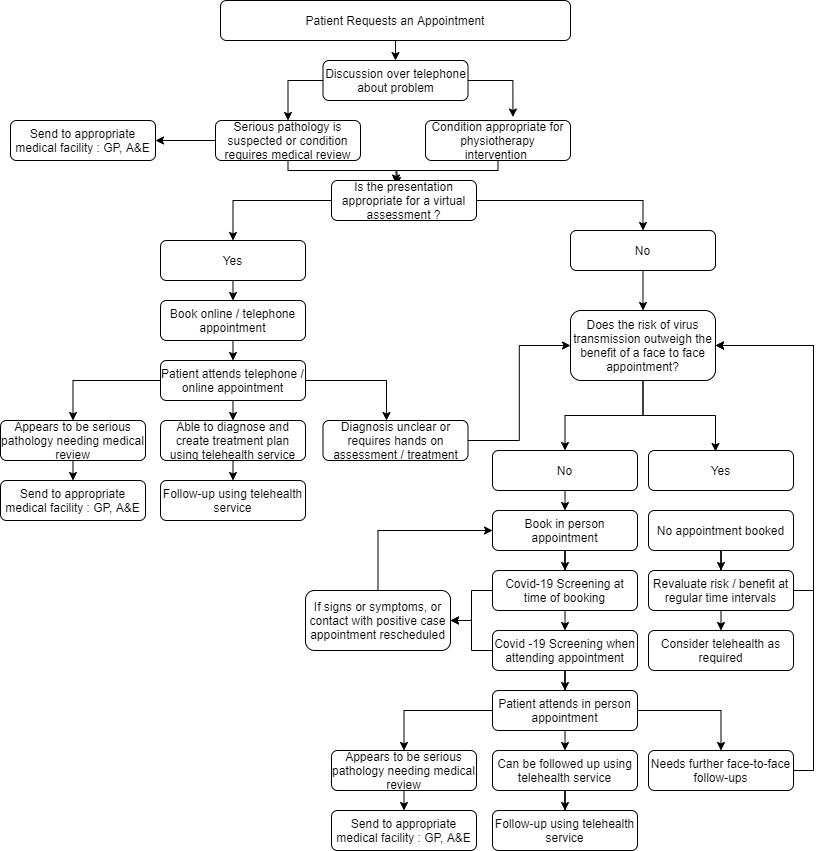 Patient Requests an Appointment
Discussion over telephone
about problem
Send to appropriate
medical facility : GP, A&E
Serious pathology is
suspected or condition
requires medical review
Condition appropriate for
physiotherapy
intervention
Is the presentation
appropriate for a virtual
assessment ?
Yes
No
Book online / telephone
appointment
Does the risk of virus
transmission outweigh the
benefit of a face to face
appointment?
Patient attends telephone /
online appointment
Appears to be serious
pathology needing medical
review
Able to diagnose and
create treatment plan
using telehealth service
Diagnosis unclear or
requires hands on
assessment / treatment
No
Yes
Send to appropriate
medical facility : GP, A&E
Follow-up using telehealth
service
Book in person
appointment
No appointment booked
If signs or symptoms, or
contact with positive case
appointment rescheduled
Covid-19 Screening at
time of booking
Revaluate risk / benefit at
regular time intervals
Covid -19 Screening when
attending appointment
Consider telehealth as
required
Patient attends in person
appointment
Appears to be serious
pathology needing medical
review
Can be followed up using
telehealth service
Needs further face-to-face
follow-ups
Send to appropriate
medical facility : GP, A&E
Follow-up using telehealth
service